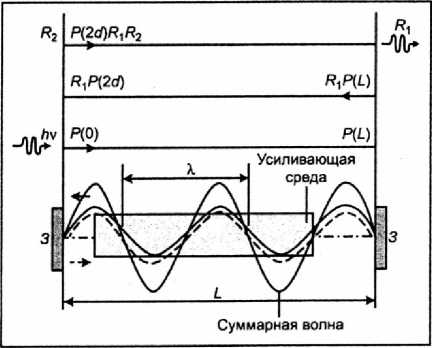 R₂ P(2d)R₁R₂ R₁
R₁P(2d) R₁P(L)
hν P(0) P(L)
λ Усиливающая
среда
З З
L
Суммарная волна